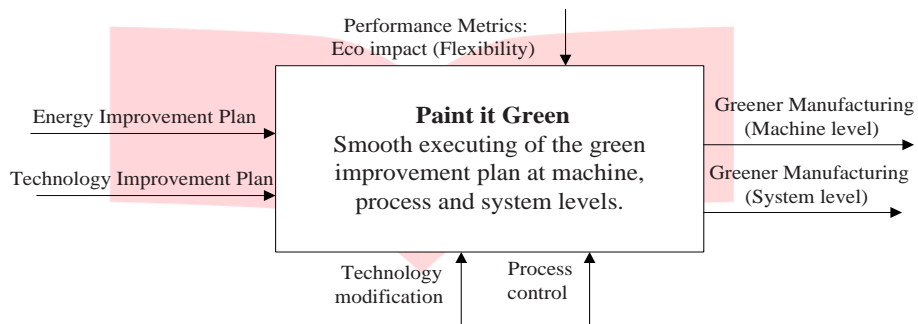 Performance Metrics:
Eco impact (Flexibility)
Energy Improvement Plan
Technology Improvement Plan
Paint it Green
Smooth executing of the green
improvement plan at machine,
process and system levels.
Greener Manufacturing
(Machine level)
Greener Manufacturing
(System level)
Technology
modification
Process
control